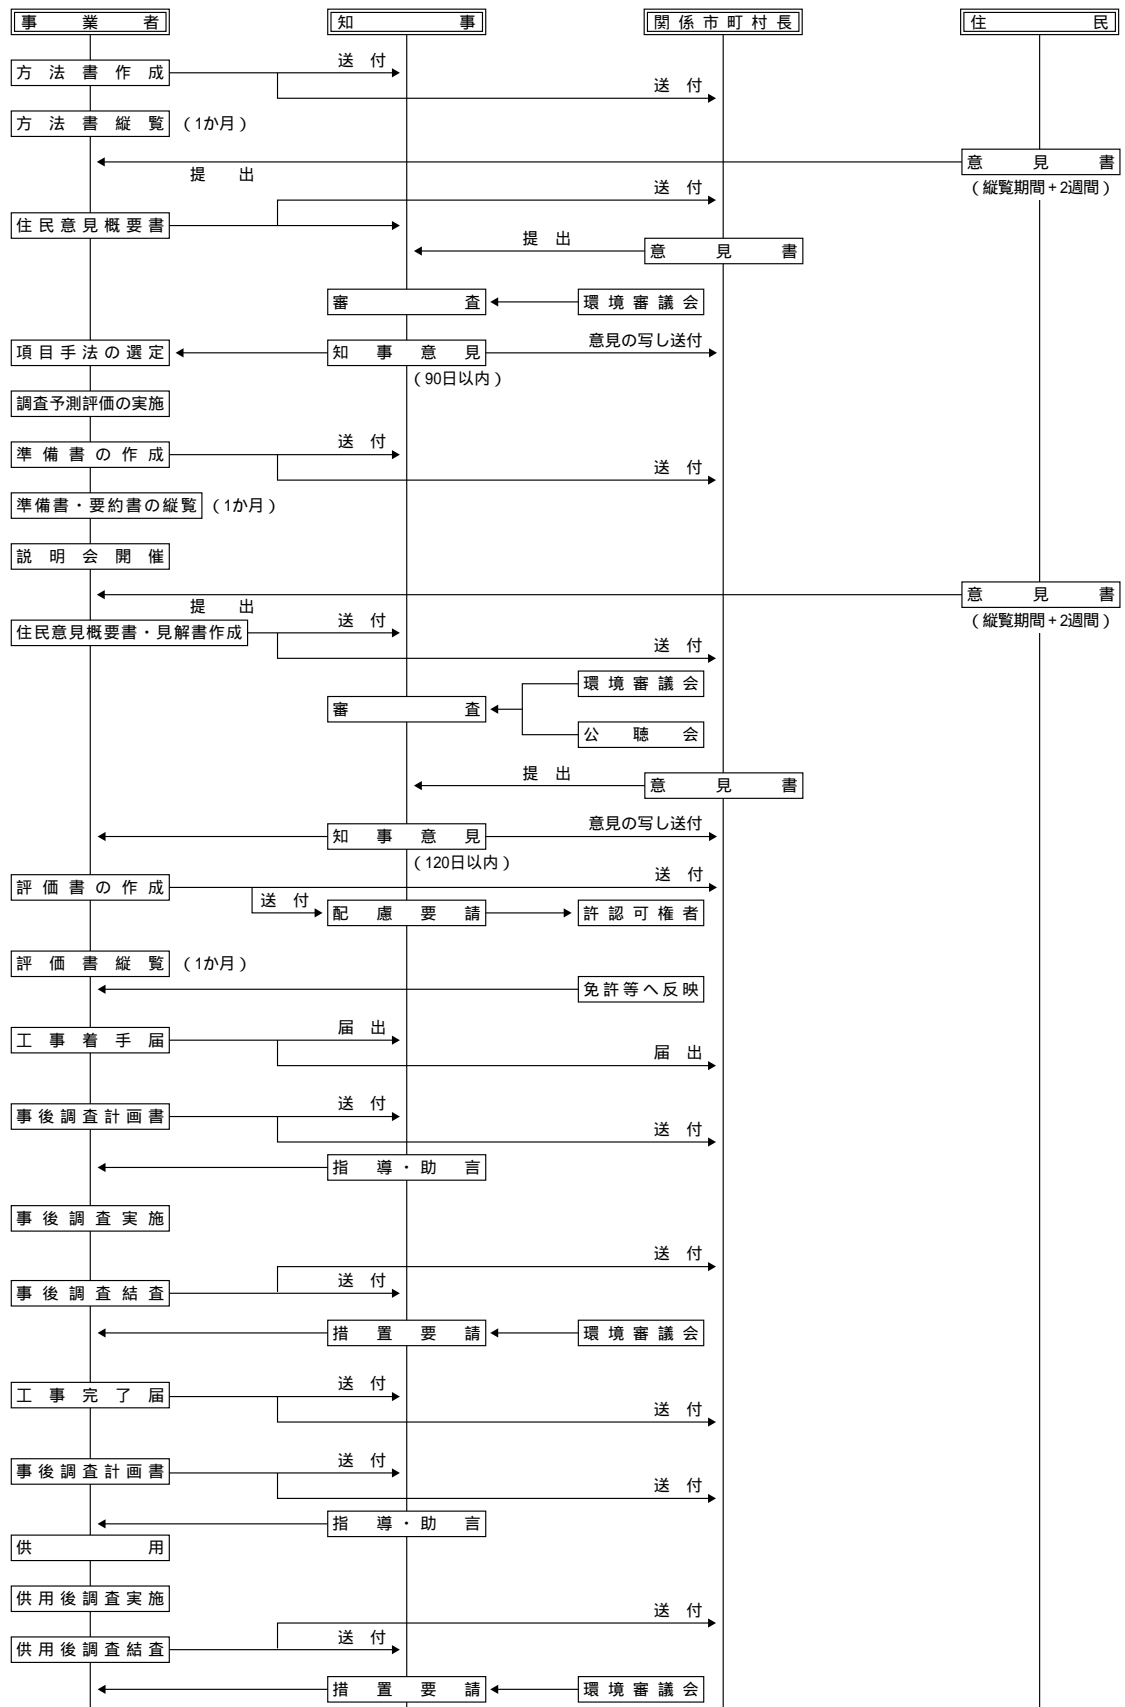 事業者 知事 関係市町村長 住民
送付
方法書作成
送付
方法書縦覧 (1か月)
意見書
提出
(縦覧期間+2週間)
送付
住民意見概要書
提出
意見書
審査 環境審議会
意見の写し送付
項目手法の選定 知事意見
(90日以内)
調査予測評価の実施
送付
準備書の作成
送付
準備書・要約書の縦覧 (1か月)
説明会開催
意見書
提出
(縦覧期間+2週間)
送付
住民意見概要書・見解書作成
送付
環境審議会
審査
公聴会
提出
意見書
意見の写し送付
知事意見
(120日以内)
送付
評価書の作成
送付
配慮要請 許認可権者
評価書縦覧 (1か月)
免許等へ反映
届出
工事着手届
届出
送付
事後調査計画書
送付
指導・助言
事後調査実施
送付
送付
事後調査結査
措置要請 環境審議会
送付
工事完了届
送付
送付
事後調査計画書
送付
指導・助言
供用
供用後調査実施
送付
送付
供用後調査結査
措置要請 環境審議会